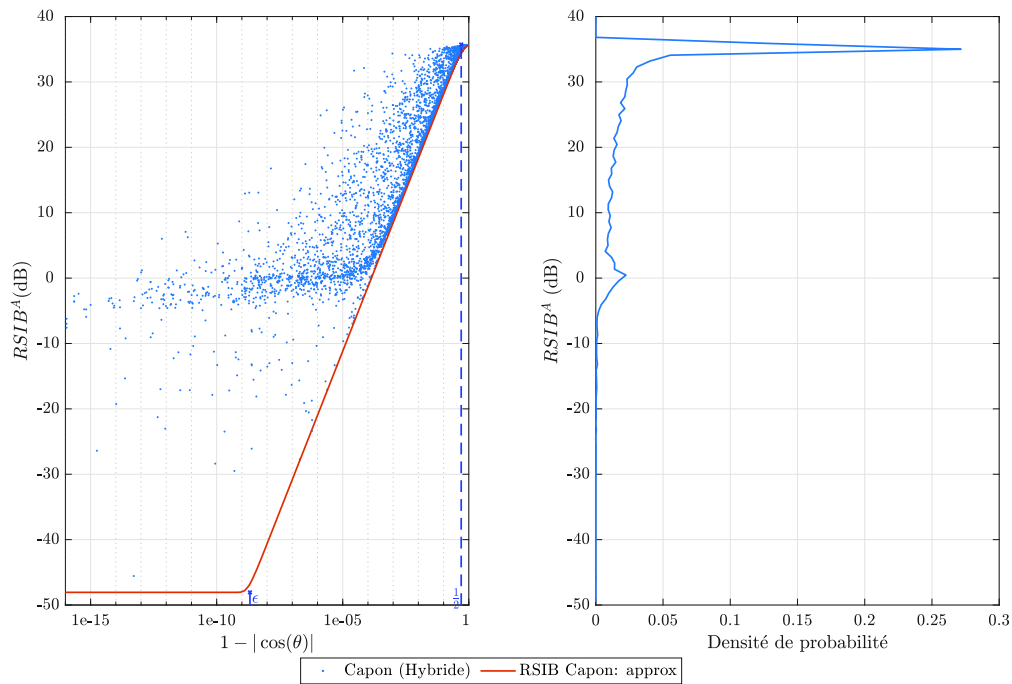 40
30
20
10
0
-10
-20
-30
-40
-50
RSIB^A(dB)
1e-15
1e-10
1e-05
1
ϵ
1/2
1 − | cos(θ)|
40
30
20
10
0
-10
-20
-30
-40
-50
RSIB^A (dB)
0
0.05
0.1
0.15
0.2
0.25
0.3
Densité de probabilité
Capon (Hybride)
RSIB Capon: approx